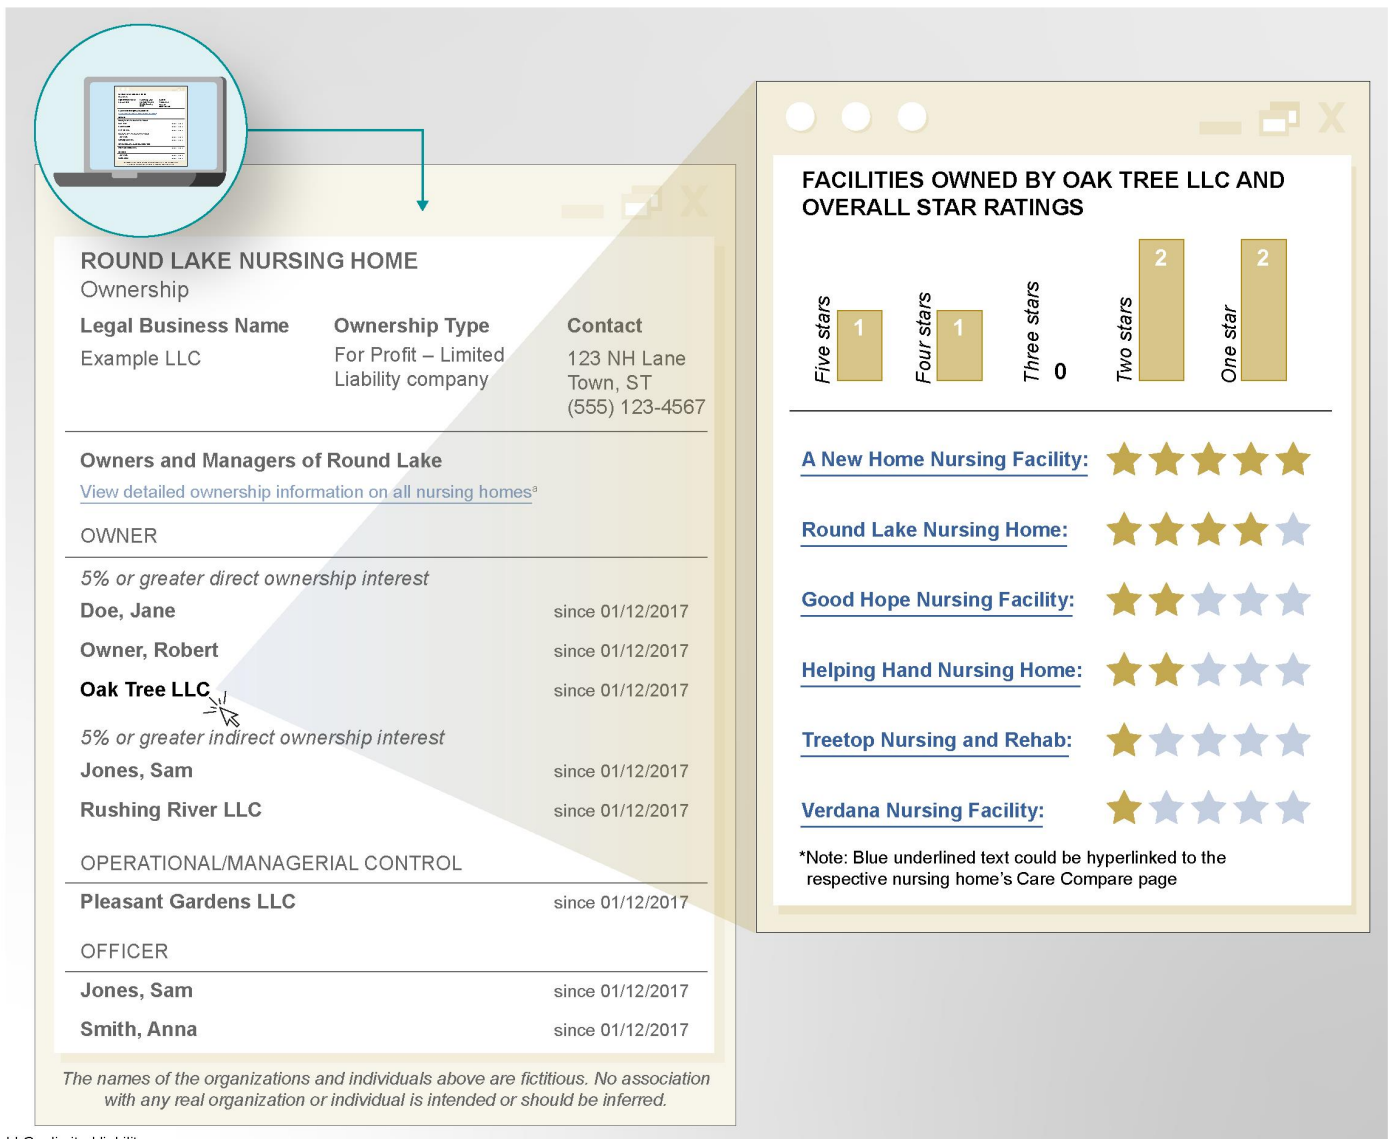 ROUND LAKE NURSING HOME
Ownership
Legal Business Name
Example LLC
Ownership Type
For Profit – Limited
Liability company
Contact
123 NH Lane
Town, ST
(555) 123-4567
Owners and Managers of Round Lake
View detailed ownership information on all nursing homesª
OWNER
5% or greater direct ownership interest
Doe, Jane since 01/12/2017
Owner, Robert since 01/12/2017
Oak Tree LLC since 01/12/2017
5% or greater indirect ownership interest
Jones, Sam since 01/12/2017
Rushing River LLC since 01/12/2017
OPERATIONAL/MANAGERIAL CONTROL
Pleasant Gardens LLC since 01/12/2017
OFFICER
Jones, Sam since 01/12/2017
Smith, Anna since 01/12/2017
The names of the organizations and individuals above are fictitious. No association
with any real organization or individual is intended or should be inferred.
FACILITIES OWNED BY OAK TREE LLC AND
OVERALL STAR RATINGS
Five stars 1
Four stars 1
Three stars 0
Two stars 2
One star 2
A New Home Nursing Facility:
Round Lake Nursing Home:
Good Hope Nursing Facility:
Helping Hand Nursing Home:
Treetop Nursing and Rehab:
Verdana Nursing Facility:
*Note: Blue underlined text could be hyperlinked to the
respective nursing home's Care Compare page